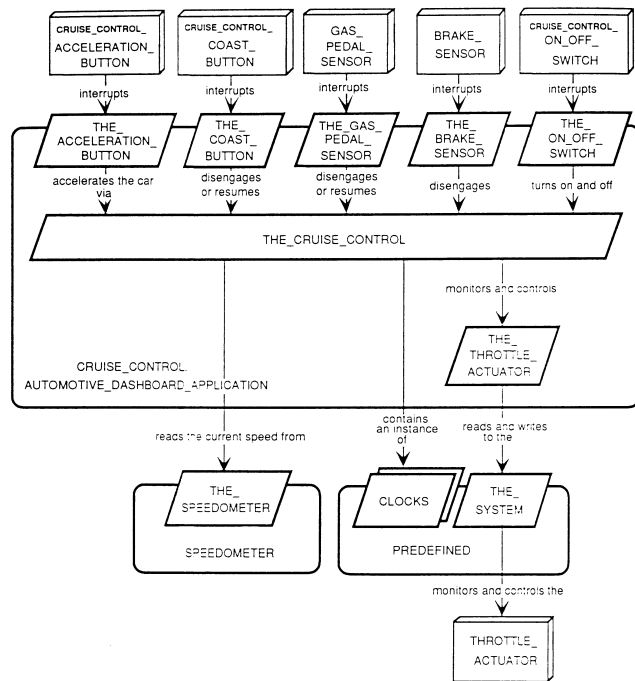 CRUISE_CONTROL_
ACCELERATION_
BUTTON
CRUISE_CONTROL_
COAST_
BUTTON
GAS_
PEDAL_
SENSOR
BRAKE_
SENSOR
CRUISE_CONTROL_
ON_OFF_
SWITCH
interrupts
interrupts
interrupts
interrupts
interrupts
THE_
ACCELERATION_
BUTTON
THE_
COAST_
BUTTON
THE_GAS_
PEDAL_
SENSOR
THE_
BRAKE_
SENSOR
THE_
ON_OFF_
SWITCH
accelerates the car
via
disengages
or resumes
disengages
or resumes
disengages
turns on and off
THE_CRUISE_CONTROL
monitors and controls
THE_
THROTTLE_
ACTUATOR
CRUISE_CONTROL.
AUTOMOTIVE_DASHBOARD_APPLICATION
reads the current speed from
contains
an instance
of
reads and writes
to the
THE_
SPEEDOMETER
CLOCKS
THE_
SYSTEM
SPEEDOMETER
PREDEFINED
monitors and controls the
THROTTLE_
ACTUATOR